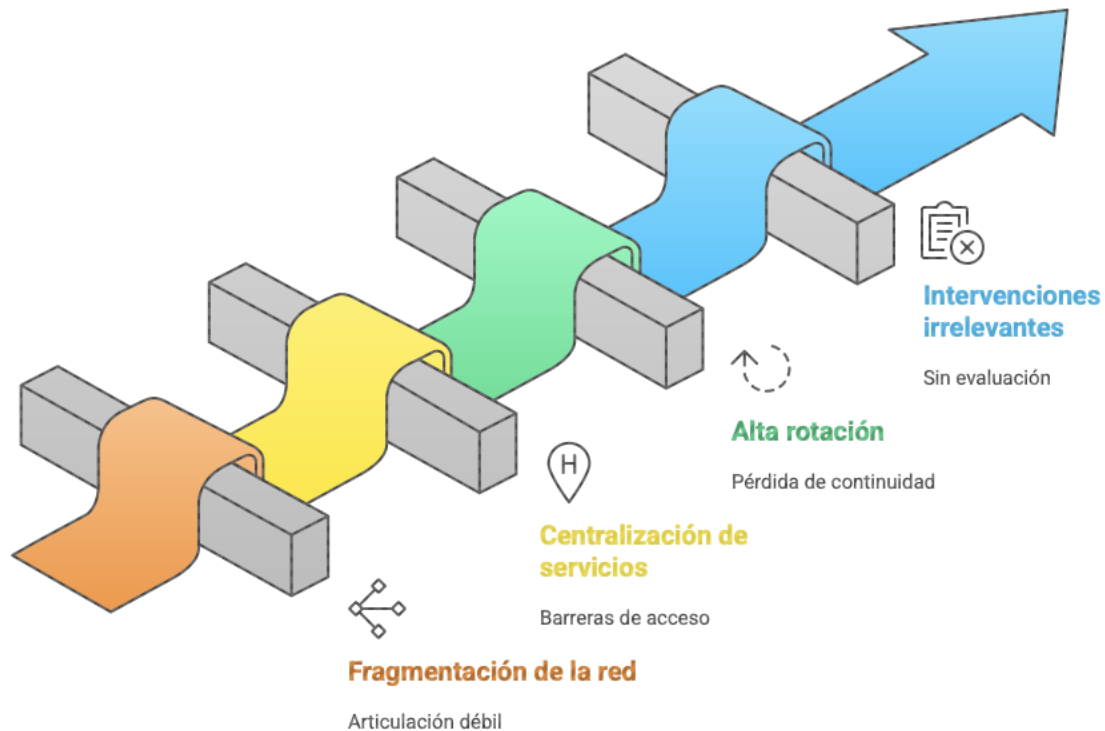 Intervenciones
irrelevantes
Sin evaluación
Alta rotación
Pérdida de continuidad
H
Centralización de
servicios
Barreras de acceso
Fragmentación de la red
Articulación débil